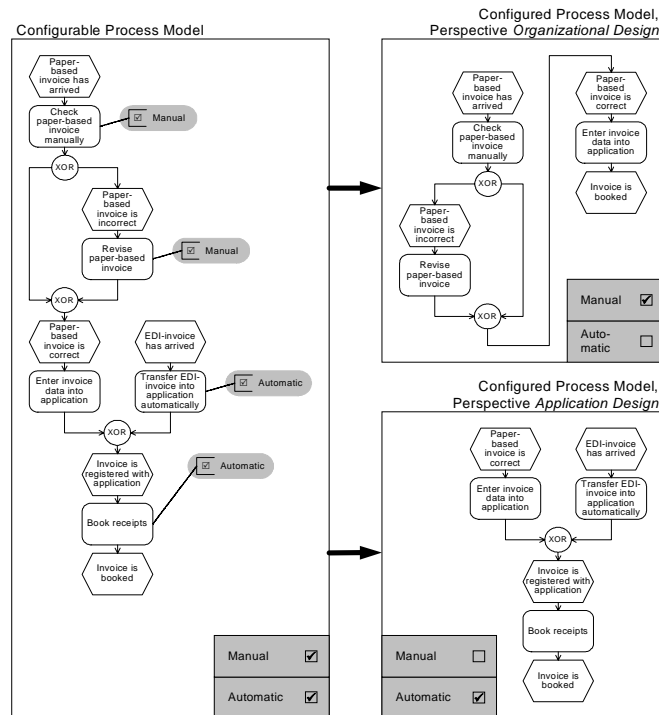 Configurable Process Model
Paper-
based
invoice has
arrived
Check
paper-based
invoice
manually
Manual
XOR
Paper-
based
invoice is
incorrect
Revise
paper-based
invoice
Manual
XOR
Paper-
based
invoice is
correct
EDI-invoice
has arrived
Enter invoice
data into
application
Transfer EDI-
invoice into
application
automatically
Automatic
XOR
Invoice is
registered with
application
Automatic
Book receipts
Invoice is
booked
Manual
Automatic
Configured Process Model,
Perspective Organizational Design
Paper-
based
invoice has
arrived
Check
paper-based
invoice
manually
XOR
Paper-
based
invoice is
incorrect
Revise
paper-based
invoice
XOR
Paper-
based
invoice is
correct
Enter invoice
data into
application
Invoice is
booked
Manual
Auto-
matic
Configured Process Model,
Perspective Application Design
Paper-
based
invoice is
correct
EDI-invoice
has arrived
Enter invoice
data into
application
Transfer EDI-
invoice into
application
automatically
XOR
Invoice is
registered with
application
Book receipts
Invoice is
booked
Manual
Automatic